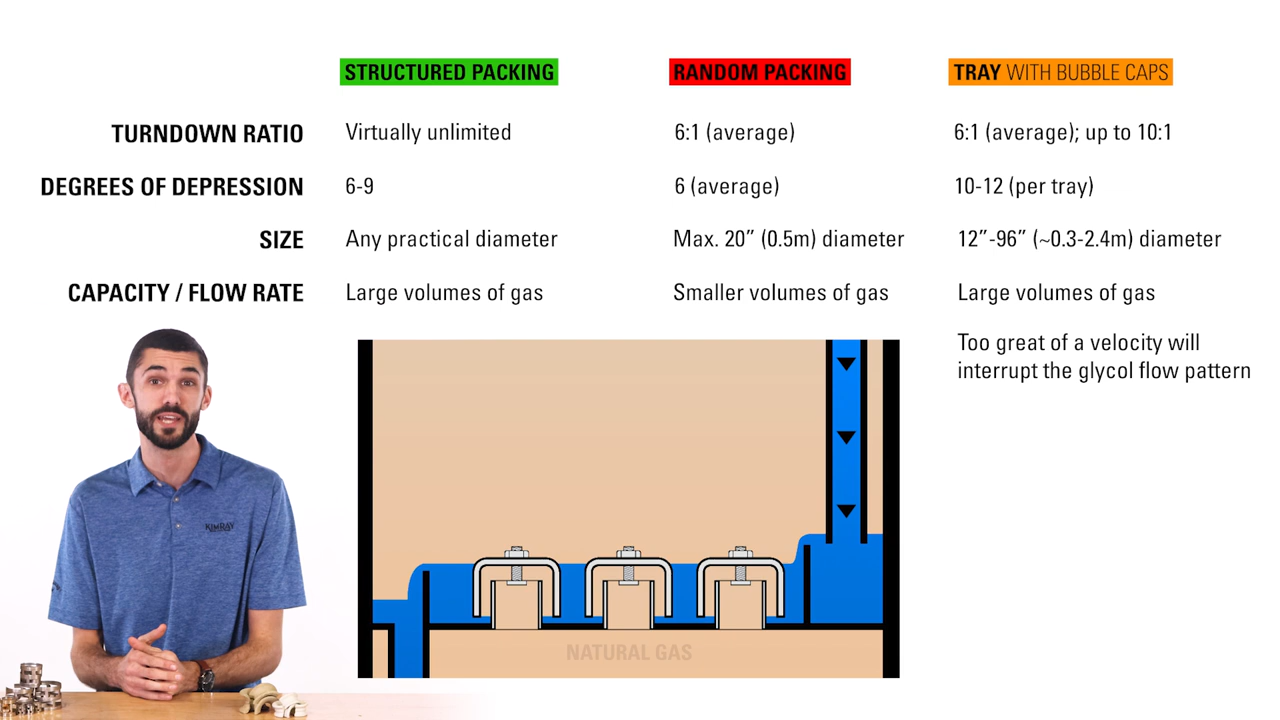 STRUCTURED PACKING
RANDOM PACKING
TRAY WITH BUBBLE CAPS
TURNDOWN RATIO
Virtually unlimited
6:1 (average)
6:1 (average); up to 10:1
DEGREES OF DEPRESSION
6-9
6 (average)
10-12 (per tray)
SIZE
Any practical diameter
Max. 20” (0.5m) diameter
12”-96” (~0.3-2.4m) diameter
CAPACITY / FLOW RATE
Large volumes of gas
Smaller volumes of gas
Large volumes of gas
Too great of a velocity will
interrupt the glycol flow pattern
KIMRAY
NATURAL GAS